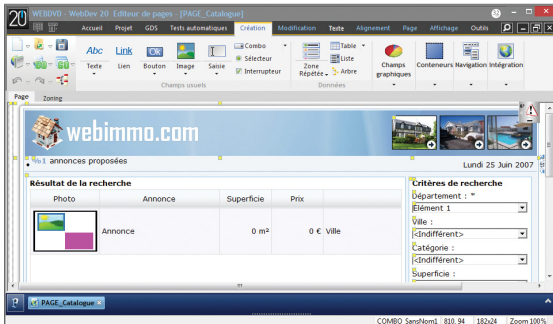 20 WEBDVD - WebDev 20 Editeur de pages - [PAGE_Catalogue]
Accueil Projet GDS Tests automatiques Création Modification Texte Alignement Page Affichage Outils
Abc Link Ok Combo Table
Sélecteur Liste
Texte Lien Bouton Image Saisie Interrupteur Zone Répétée Arbre Champs graphiques Conteneurs Navigation Intégration
Champs usuels Données
Page Zoning
webimmo.com
annonces proposées Lundi 25 Juin 2007
Résultat de la recherche Critères de recherche
Photo Annonce Superficie Prix Département : *
Élément 1
Annonce 0 m² 0 € Ville Ville :
<Indifférent>
Catégorie :
<Indifférent>
Superficie :
PAGE_Catalogue
COMBO SansNom1 810, 94 182x24 Zoom 100%